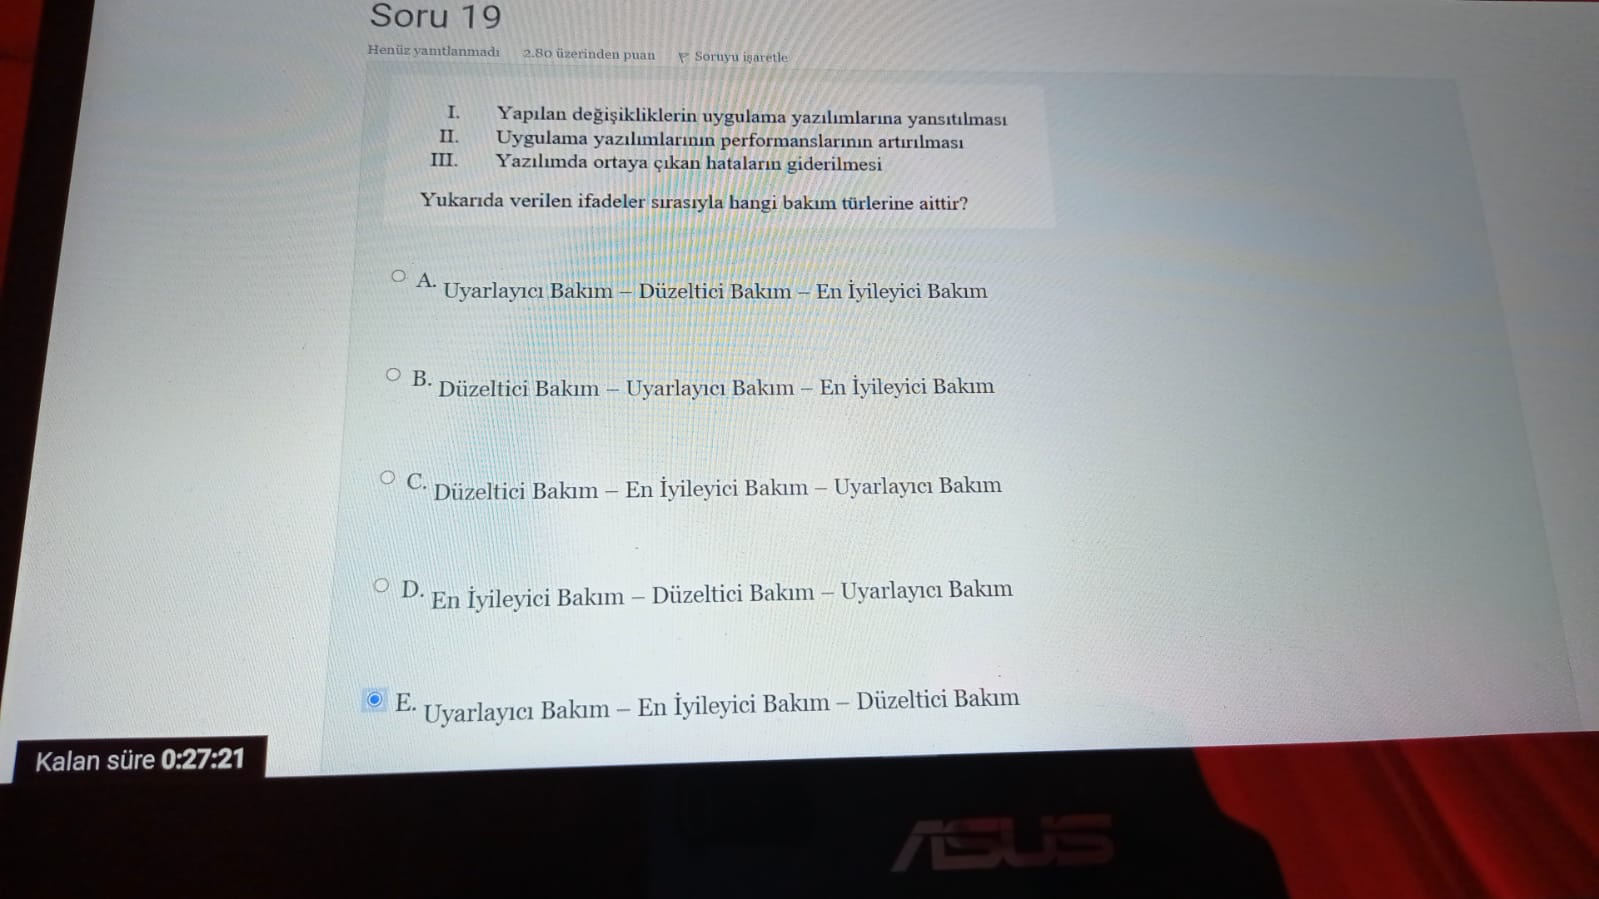 Soru 19
Henüz yanıtlanmadı 2.80 üzerinden puan Soruyu işaretle
I. Yapılan değişikliklerin uygulama yazılımlarına yansıtılması
II. Uygulama yazılımlarının performanslarının artırılması
III. Yazılımda ortaya çıkan hataların giderilmesi
Yukarıda verilen ifadeler sırasıyla hangi bakım türlerine aittir?
A. Uyarlayıcı Bakım – Düzeltici Bakım – En İyileyici Bakım
B. Düzeltici Bakım – Uyarlayıcı Bakım – En İyileyici Bakım
C. Düzeltici Bakım – En İyileyici Bakım – Uyarlayıcı Bakım
D. En İyileyici Bakım – Düzeltici Bakım – Uyarlayıcı Bakım
E. Uyarlayıcı Bakım – En İyileyici Bakım – Düzeltici Bakım
Kalan süre 0:27:21
ASUS